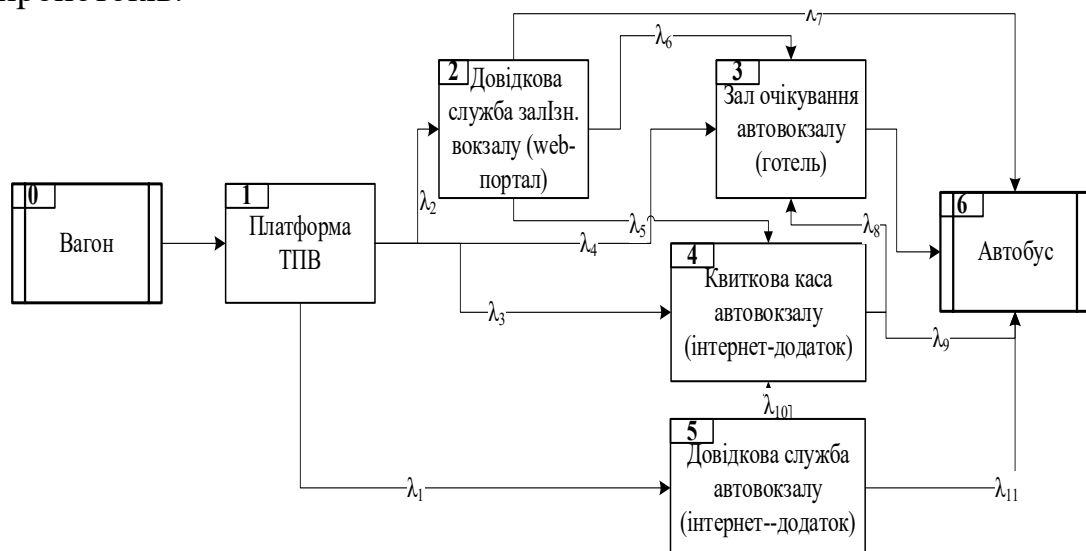 λ7
λ6
2
Довідкова
служба залІзн.
вокзалу (web-
портал)
3
Зал очікування
автовокзалу
(готель)
0
Вагон
1
Платформа
ТПВ
λ2
λ5
λ4
λ8
6
Автобус
4
Квиткова каса
автовокзалу
(інтернет-додаток)
λ3
λ9
λ10
5
Довідкова служба
автовокзалу
(інтернет--додаток)
λ1
λ11